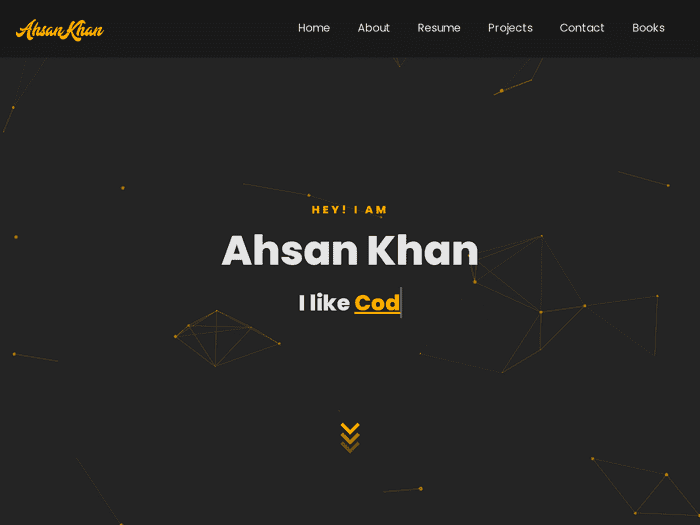 Ahsan Khan
Home About Resume Projects Contact Books
HEY! I AM
Ahsan Khan
I like Cod